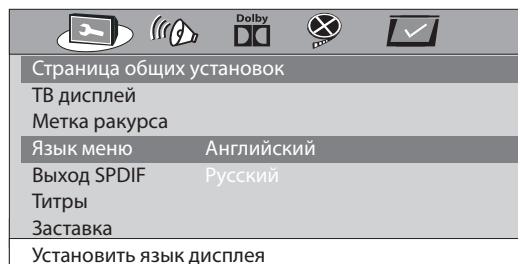 Dolby
Страница общих установок
ТВ дисплей
Метка ракурса
Язык меню Английский
Выход SPDIF Русский
Титры
Заставка
Установить язык дисплея